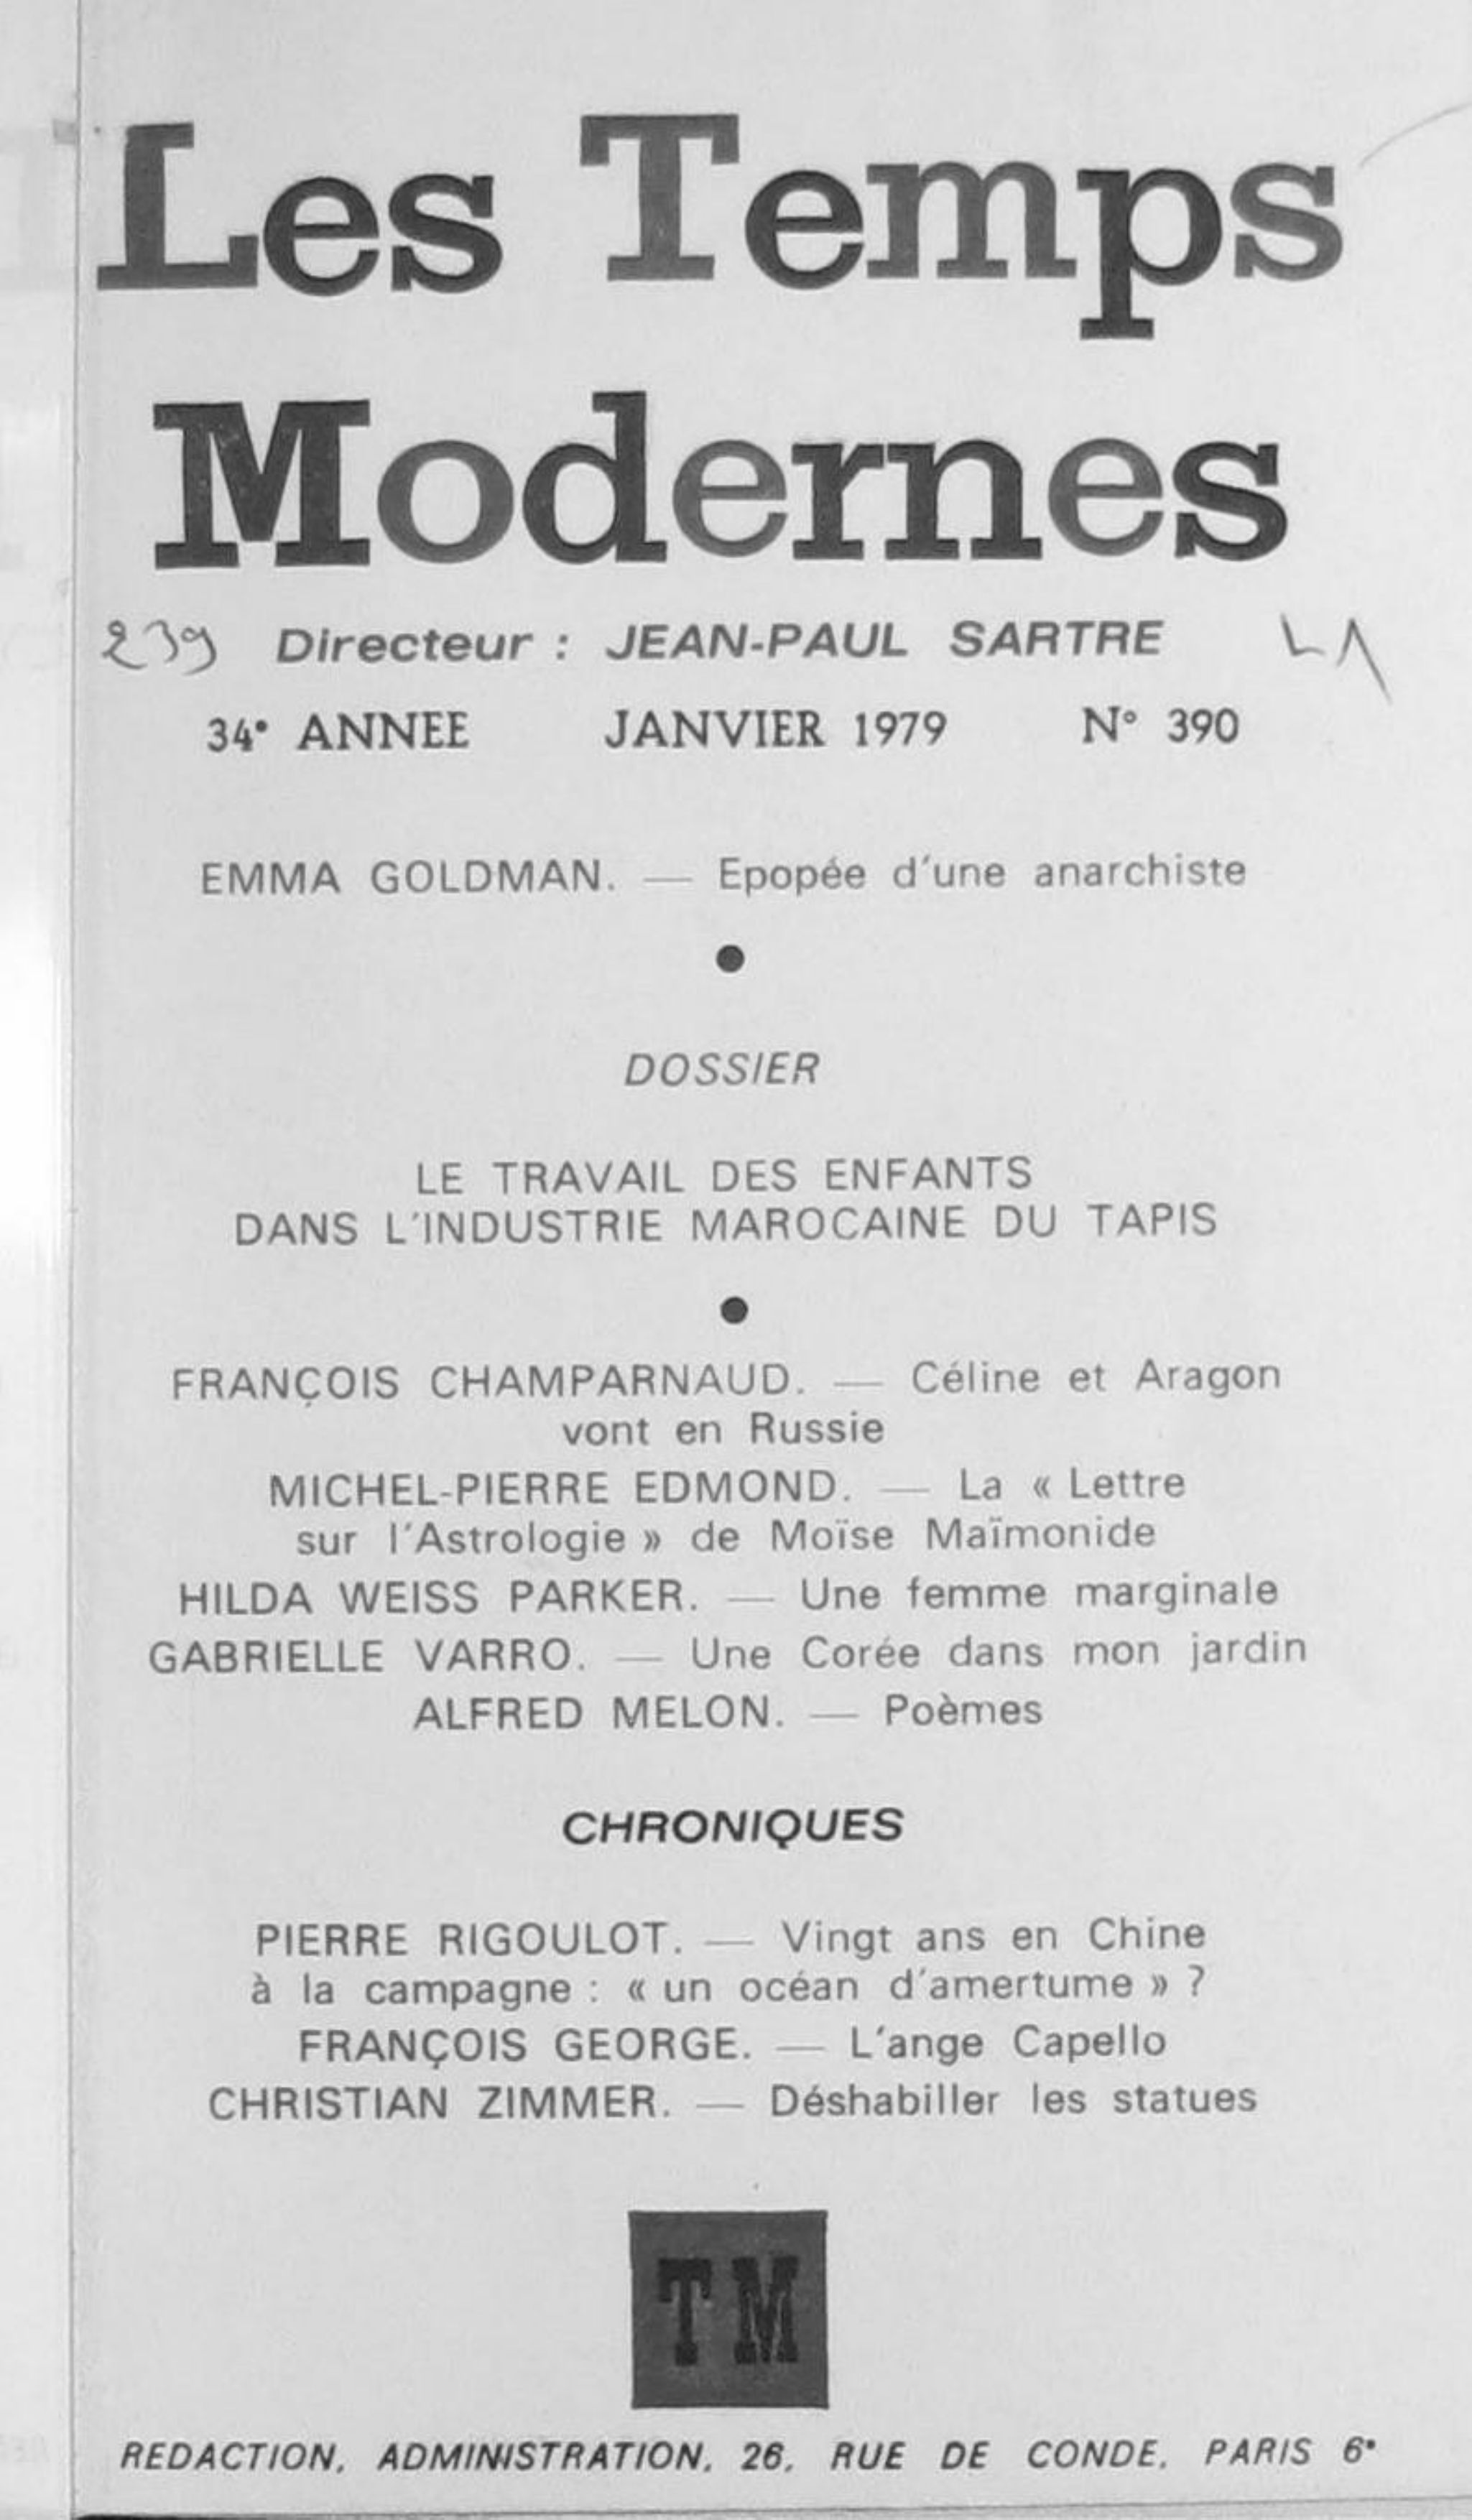 Les Temps
Modernes
239 Directeur : JEAN-PAUL SARTRE
34e ANNEE JANVIER 1979 N° 390
EMMA GOLDMAN. — Epopée d'une anarchiste
●
DOSSIER
LE TRAVAIL DES ENFANTS
DANS L'INDUSTRIE MAROCAINE DU TAPIS
●
FRANÇOIS CHAMPARNAUD. — Céline et Aragon
vont en Russie
MICHEL-PIERRE EDMOND. — La « Lettre
sur l'Astrologie » de Moïse Maïmonide
HILDA WEISS PARKER. — Une femme marginale
GABRIELLE VARRO. — Une Corée dans mon jardin
ALFRED MELON. — Poèmes
CHRONIQUES
PIERRE RIGOULOT. — Vingt ans en Chine
à la campagne : « un océan d'amertume » ?
FRANÇOIS GEORGE. — L'ange Capello
CHRISTIAN ZIMMER. — Déshabiller les statues
TM
REDACTION, ADMINISTRATION, 26, RUE DE CONDE, PARIS 6e